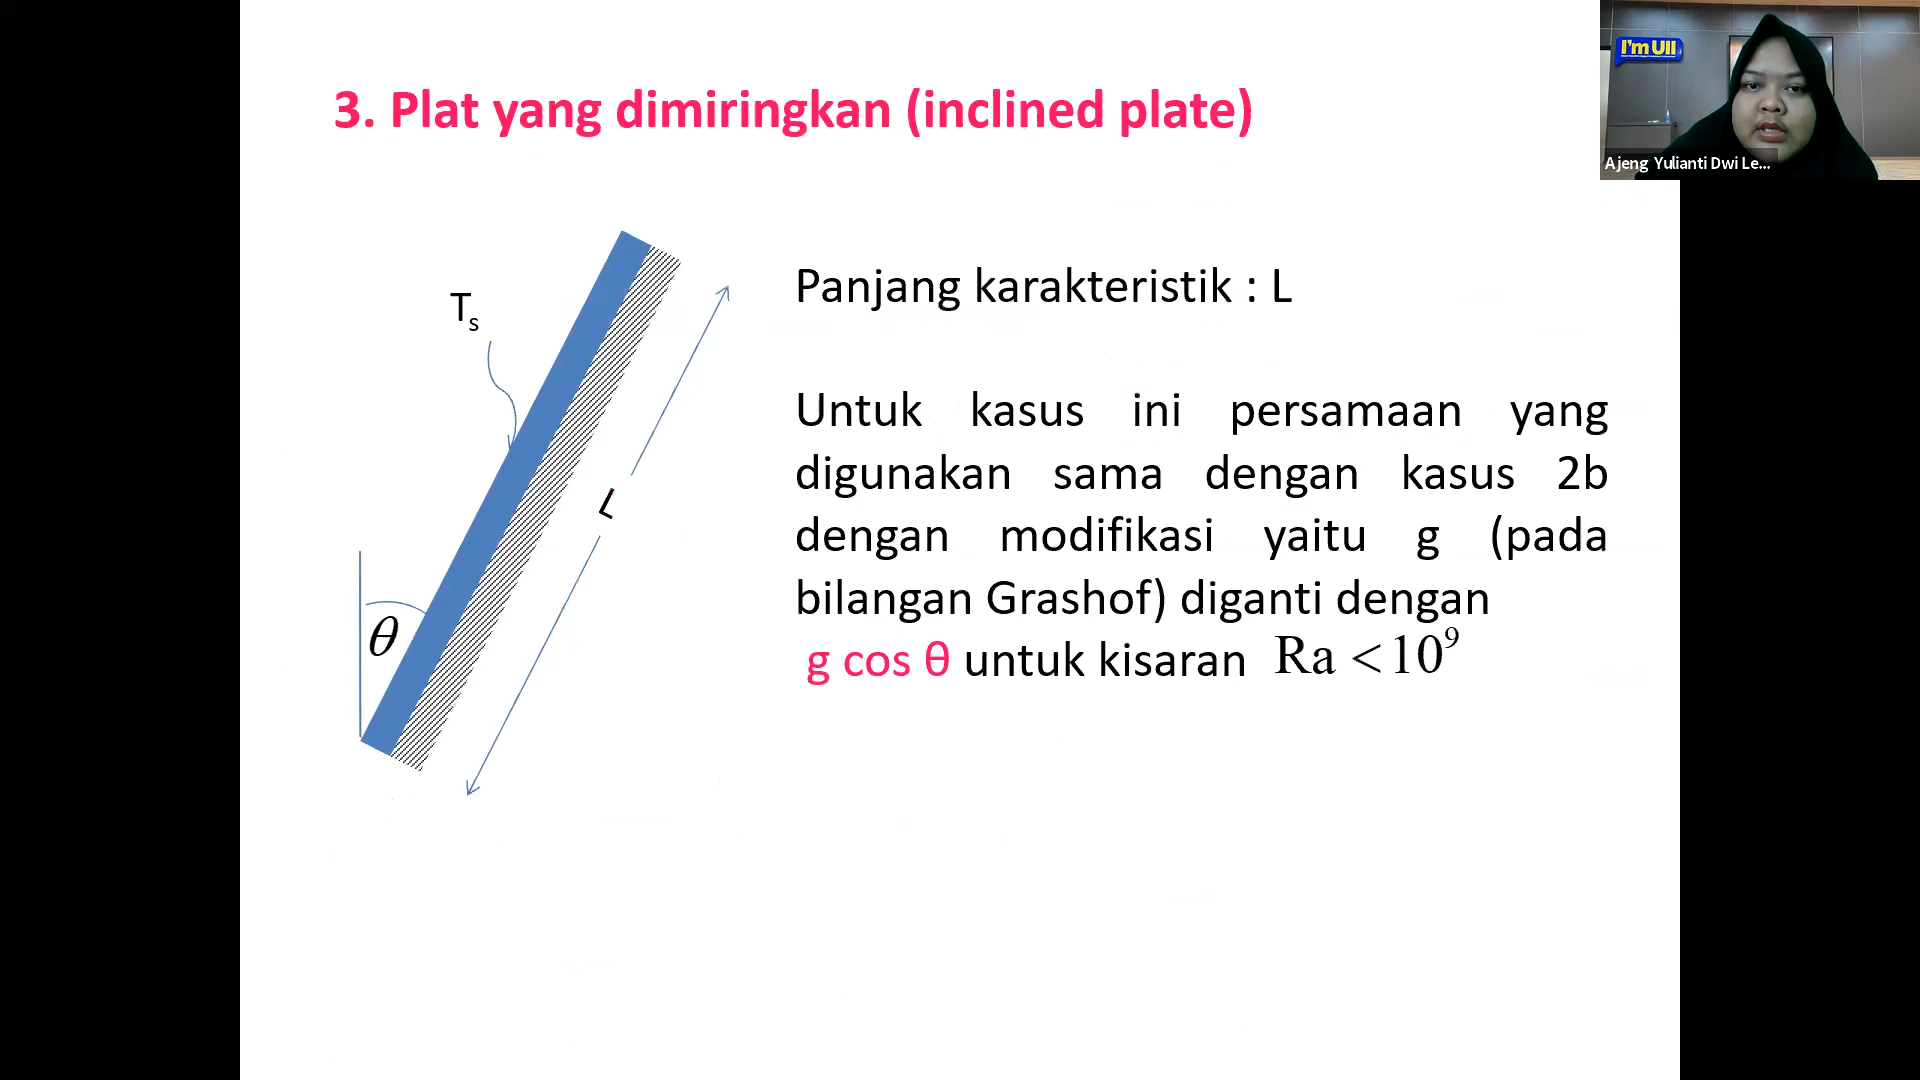 3. Plat yang dimiringkan (inclined plate)
I'm UII
Ajeng Yulianti Dwi Le...
Ts
L
θ
Panjang karakteristik : L
Untuk kasus ini persamaan yang
digunakan sama dengan kasus 2b
dengan modifikasi yaitu g (pada
bilangan Grashof) diganti dengan
g cos θ untuk kisaran Ra < 10⁹